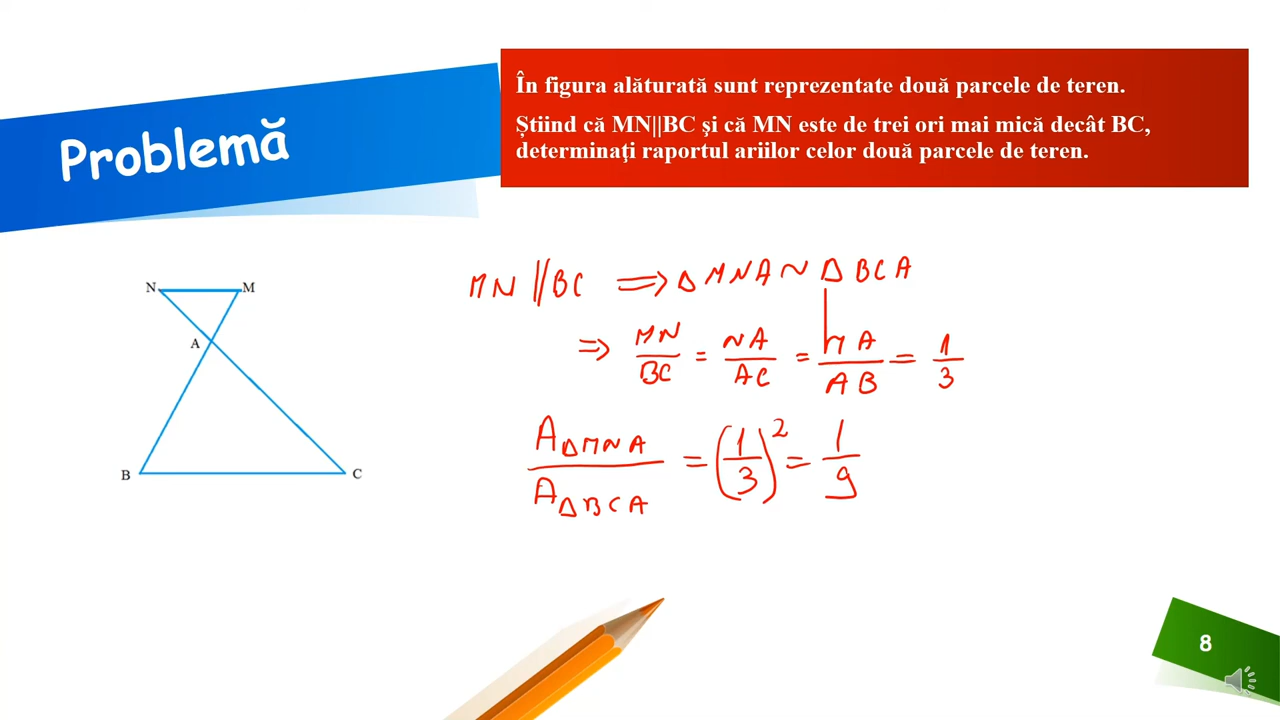 Problemă
În figura alăturată sunt reprezentate două parcele de teren.
Știind că MN||BC şi că MN este de trei ori mai mică decât BC,
determinaţi raportul ariilor celor două parcele de teren.
N M
A
B C
MN || BC ⇒ Δ MNA ~ Δ BCA
⇒ MN/BC = NA/AC = MA/AB = 1/3
A ΔMNA / A ΔBCA = (1/3)² = 1/9
8